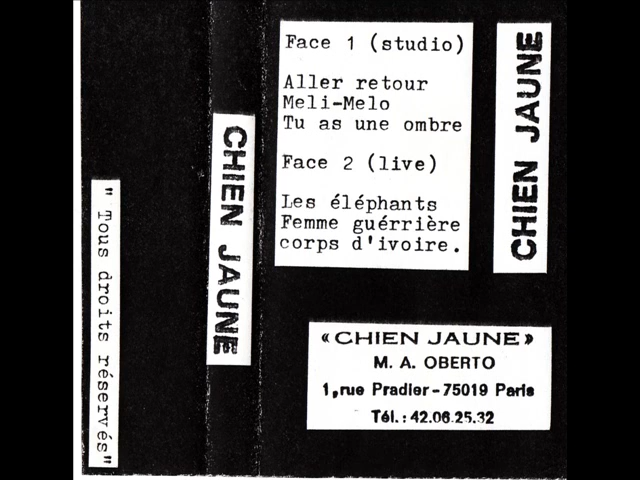 " Tous droits réservés"
CHIEN JAUNE
Face 1 (studio)
Aller retour
Meli-Melo
Tu as une ombre
Face 2 (live)
Les éléphants
Femme guérrière
corps d'ivoire.
CHIEN JAUNE
« CHIEN JAUNE »
M. A. OBERTO
1, rue Pradier - 75019 Paris
Tél. : 42.06.25.32